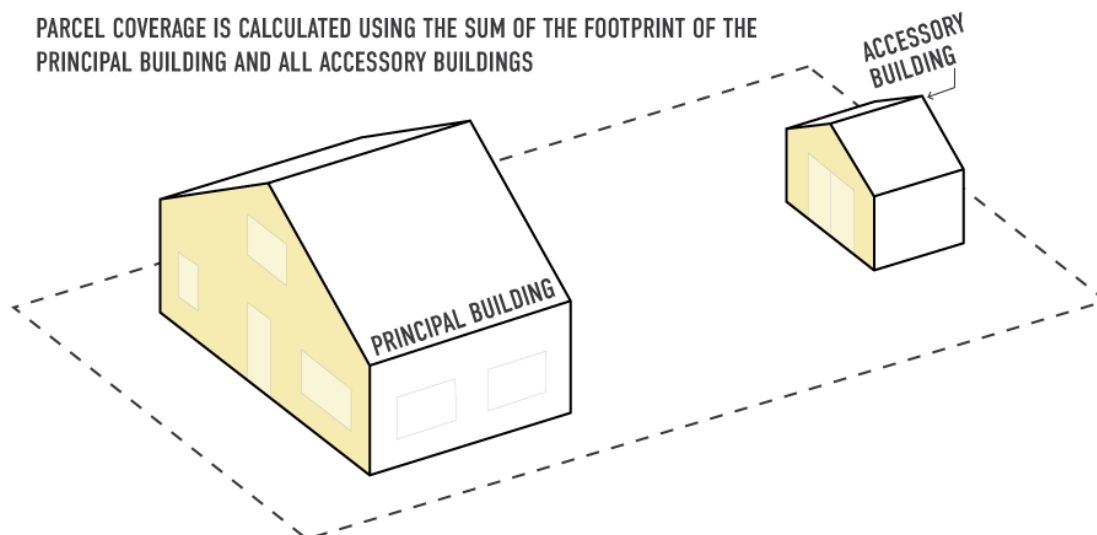 PARCEL COVERAGE IS CALCULATED USING THE SUM OF THE FOOTPRINT OF THE
PRINCIPAL BUILDING AND ALL ACCESSORY BUILDINGS
ACCESSORY
BUILDING
PRINCIPAL BUILDING